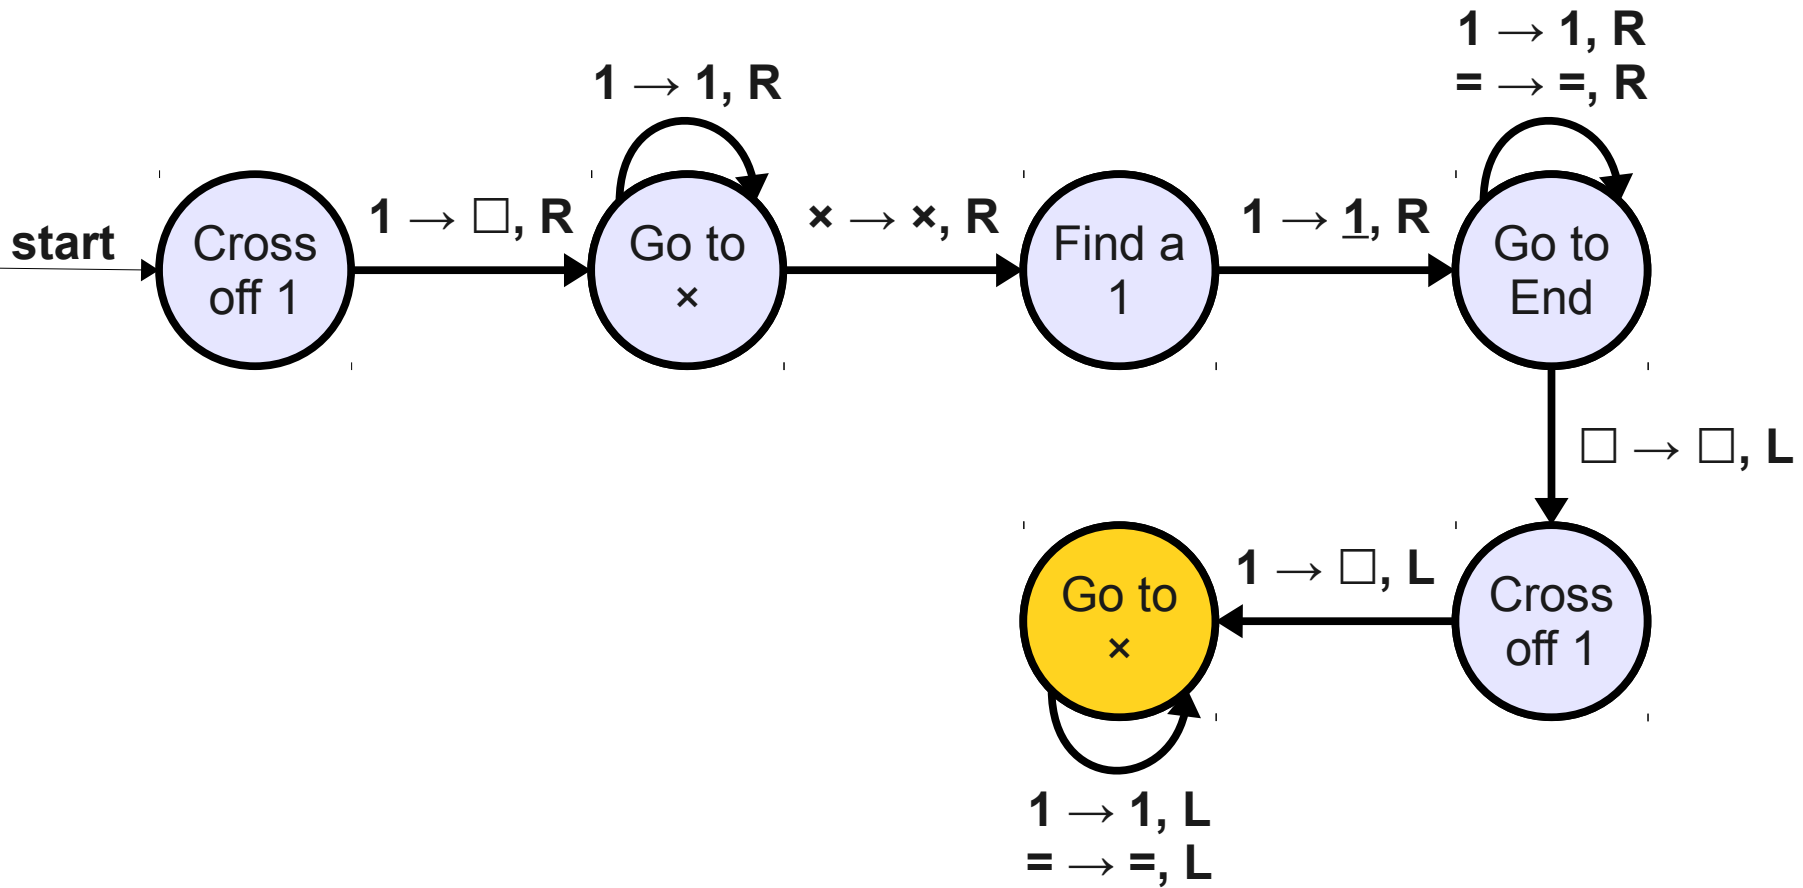 1 → 1, R
= → =, R
1 → 1, R
start
Cross
off 1
1 → □, R
Go to
×
× → ×, R
Find a
1
1 → 1̲, R
Go to
End
□ → □, L
Go to
×
1 → □, L
Cross
off 1
1 → 1, L
= → =, L